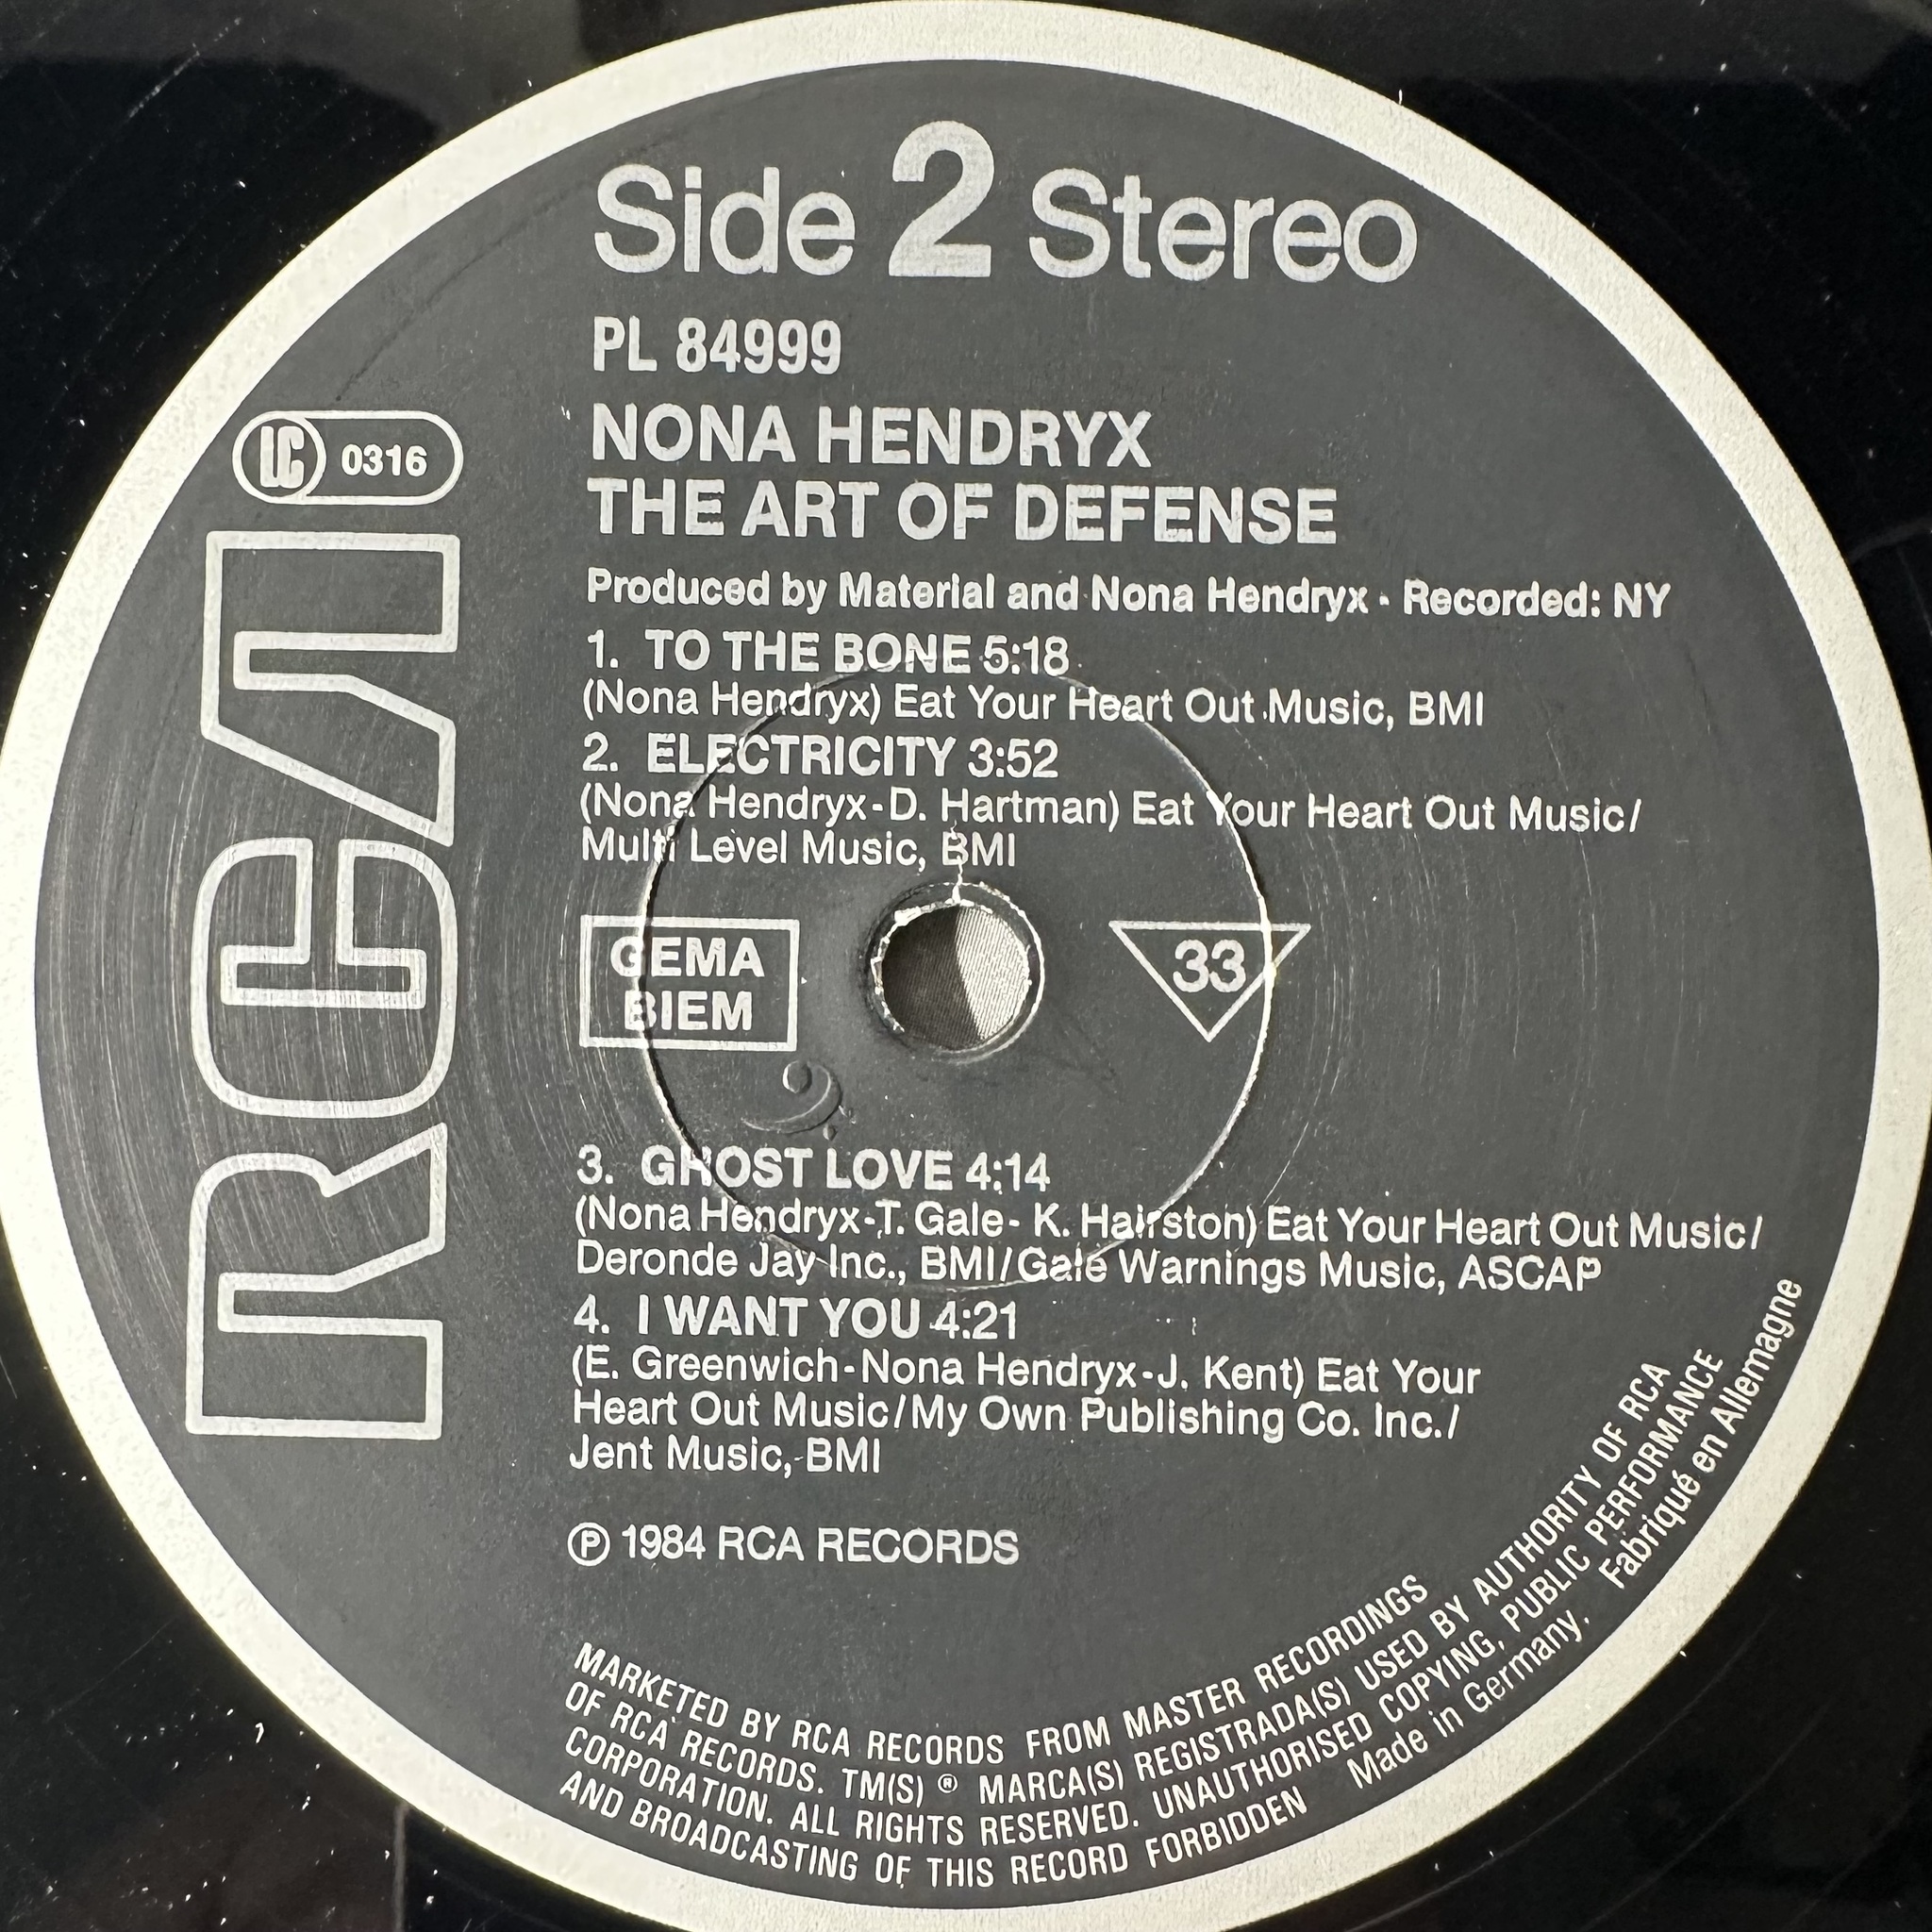 Side 2 Stereo
PL 84999
LC 0316
RCA
NONA HENDRYX
THE ART OF DEFENSE
Produced by Material and Nona Hendryx · Recorded: NY
1. TO THE BONE 5:18
(Nona Hendryx) Eat Your Heart Out Music, BMI
2. ELECTRICITY 3:52
(Nona Hendryx-D. Hartman) Eat Your Heart Out Music/
Multi Level Music, BMI
GEMA
BIEM
33
3. GHOST LOVE 4:14
(Nona Hendryx-T. Gale- K. Hairston) Eat Your Heart Out Music/
Deronde Jay Inc., BMI/Gale Warnings Music, ASCAP
4. I WANT YOU 4:21
(E. Greenwich-Nona Hendryx-J. Kent) Eat Your
Heart Out Music/My Own Publishing Co. Inc./
Jent Music, BMI
℗ 1984 RCA RECORDS
MARKETED BY RCA RECORDS FROM MASTER RECORDINGS
OF RCA RECORDS. TM(S) ® MARCA(S) REGISTRADA(S) USED BY AUTHORITY OF RCA
CORPORATION. ALL RIGHTS RESERVED. UNAUTHORISED COPYING, PUBLIC PERFORMANCE
AND BROADCASTING OF THIS RECORD FORBIDDEN Made in Germany. Fabriqué en Allemagne